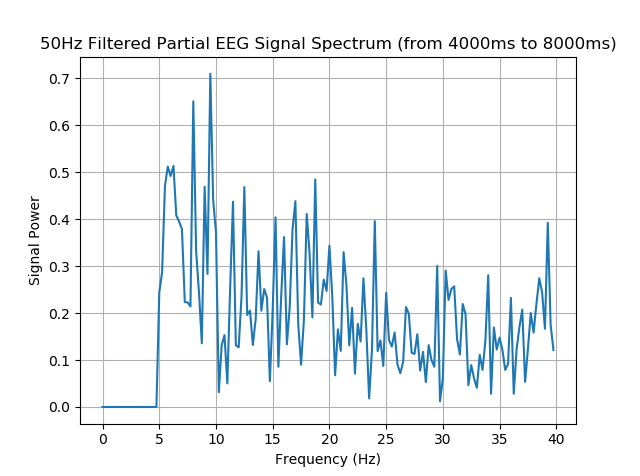 50Hz Filtered Partial EEG Signal Spectrum (from 4000ms to 8000ms)
Signal Power
0.7
0.6
0.5
0.4
0.3
0.2
0.1
0.0
0 5 10 15 20 25 30 35 40
Frequency (Hz)